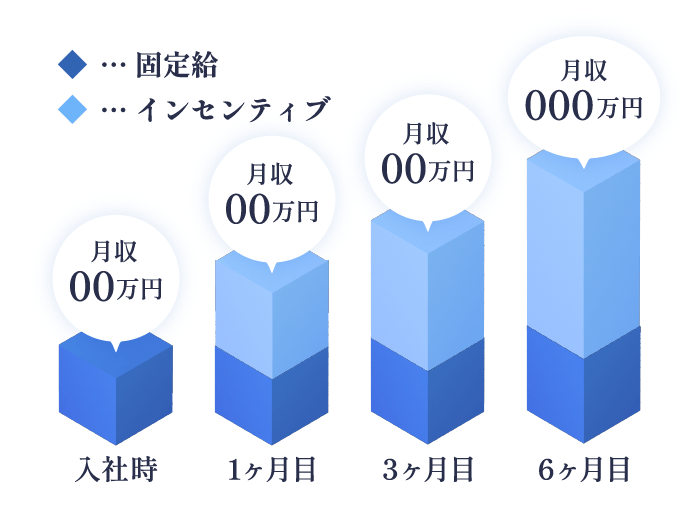 … 固定給
… インセンティブ
月収
000万円
月収
00万円
月収
00万円
月収
00万円
入社時
1ヶ月目
3ヶ月目
6ヶ月目